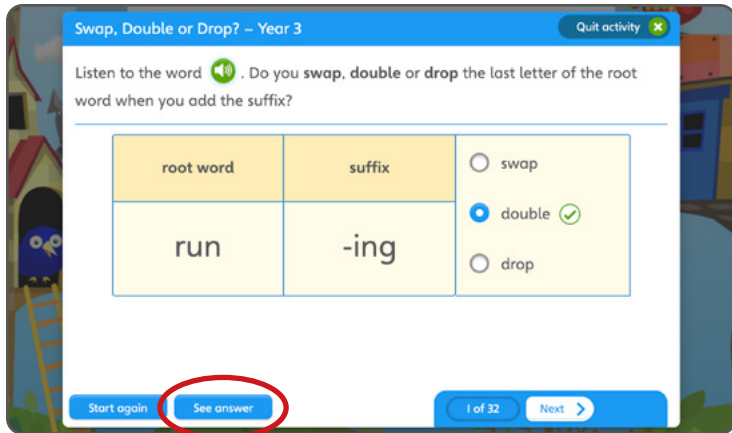 Swap, Double or Drop? – Year 3
Quit activity
Listen to the word . Do you swap, double or drop the last letter of the root
word when you add the suffix?
root word suffix
swap
double
run -ing
drop
Start again See answer 1 of 32 Next